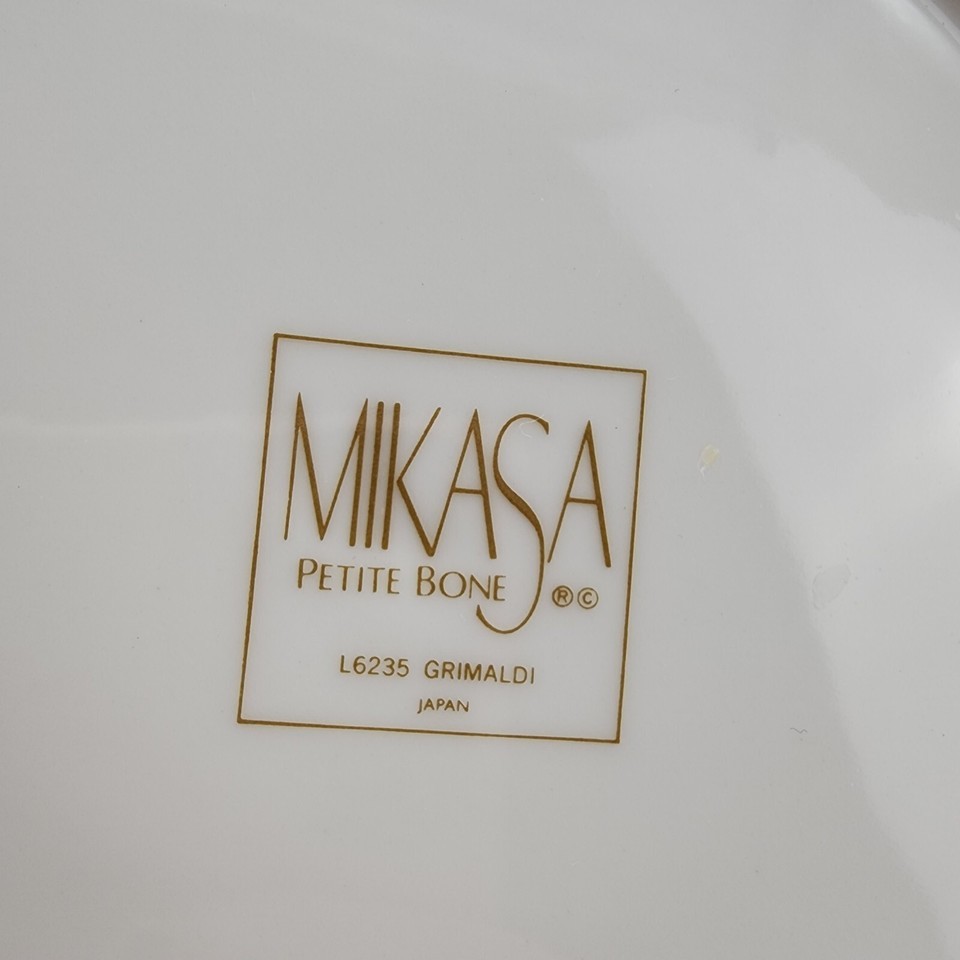 MIKASA
PETITE BONE ®©
L6235 GRIMALDI
JAPAN